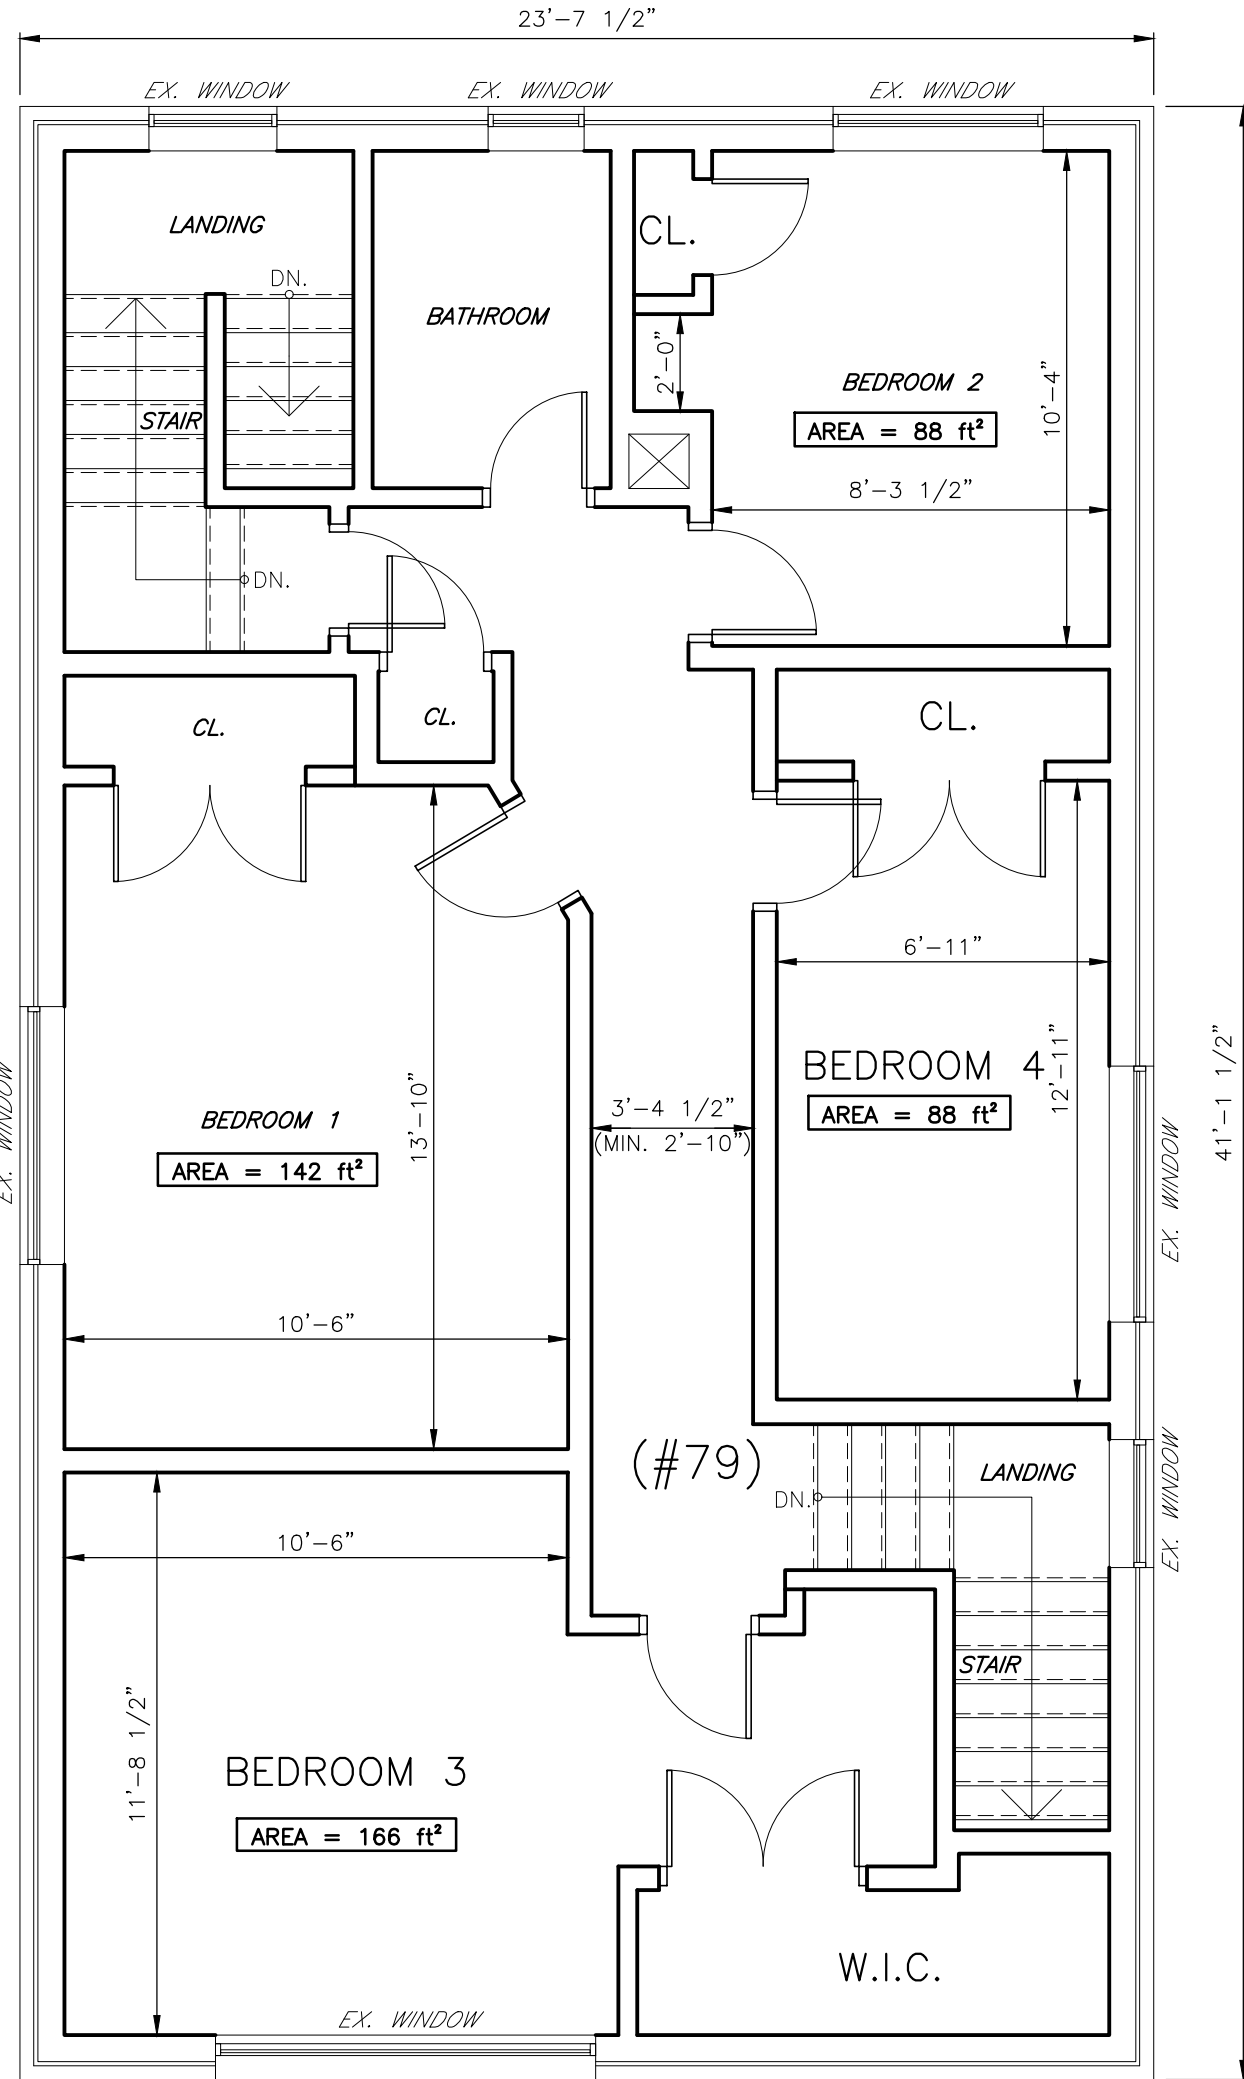 23'-7 1/2"
EX. WINDOW
EX. WINDOW
EX. WINDOW
LANDING
CL.
DN.
BATHROOM
2'-0"
BEDROOM 2
10'-4"
AREA = 88 ft²
STAIR
8'-3 1/2"
DN.
CL.
CL.
CL.
6'-11"
BEDROOM 4
12'-11"
AREA = 88 ft²
41'-1 1/2"
EX. WINDOW
BEDROOM 1
13'-10"
AREA = 142 ft²
3'-4 1/2"
(MIN. 2'-10")
EX. WINDOW
10'-6"
(#79)
LANDING
DN.
EX. WINDOW
10'-6"
STAIR
11'-8 1/2"
BEDROOM 3
AREA = 166 ft²
W.I.C.
EX. WINDOW